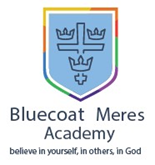 Bluecoat Meres
Academy
believe in yourself, in others, in God